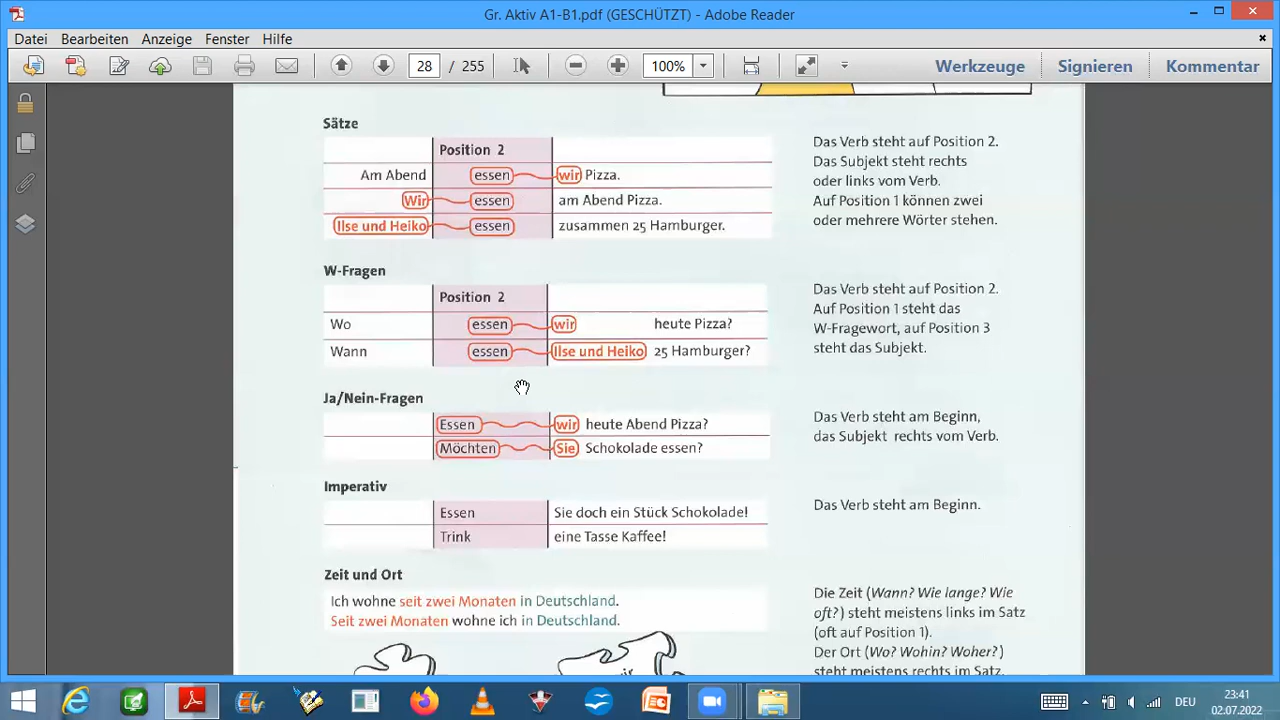 Gr. Aktiv A1-B1.pdf (GESCHÜTZT) - Adobe Reader
Datei Bearbeiten Anzeige Fenster Hilfe
28 / 255 100% Werkzeuge Signieren Kommentar
Sätze
Position 2
Am Abend essen wir Pizza.
Wir essen am Abend Pizza.
Ilse und Heiko essen zusammen 25 Hamburger.
Das Verb steht auf Position 2.
Das Subjekt steht rechts
oder links vom Verb.
Auf Position 1 können zwei
oder mehrere Wörter stehen.
W-Fragen
Position 2
Wo essen wir heute Pizza?
Wann essen Ilse und Heiko 25 Hamburger?
Das Verb steht auf Position 2.
Auf Position 1 steht das
W-Fragewort, auf Position 3
steht das Subjekt.
Ja/Nein-Fragen
Essen wir heute Abend Pizza?
Möchten Sie Schokolade essen?
Das Verb steht am Beginn,
das Subjekt rechts vom Verb.
Imperativ
Essen Sie doch ein Stück Schokolade!
Trink eine Tasse Kaffee!
Das Verb steht am Beginn.
Zeit und Ort
Ich wohne seit zwei Monaten in Deutschland.
Seit zwei Monaten wohne ich in Deutschland.
Die Zeit (Wann? Wie lange? Wie
oft?) steht meistens links im Satz
(oft auf Position 1).
Der Ort (Wo? Wohin? Woher?)
steht meistens rechts im Satz.
DEU
23:41
02.07.2022